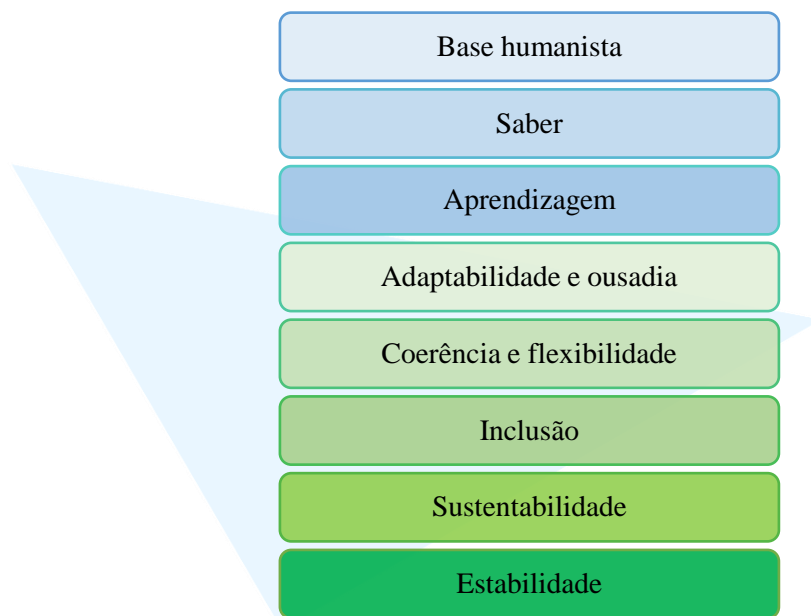 Base humanista
Saber
Aprendizagem
Adaptabilidade e ousadia
Coerência e flexibilidade
Inclusão
Sustentabilidade
Estabilidade